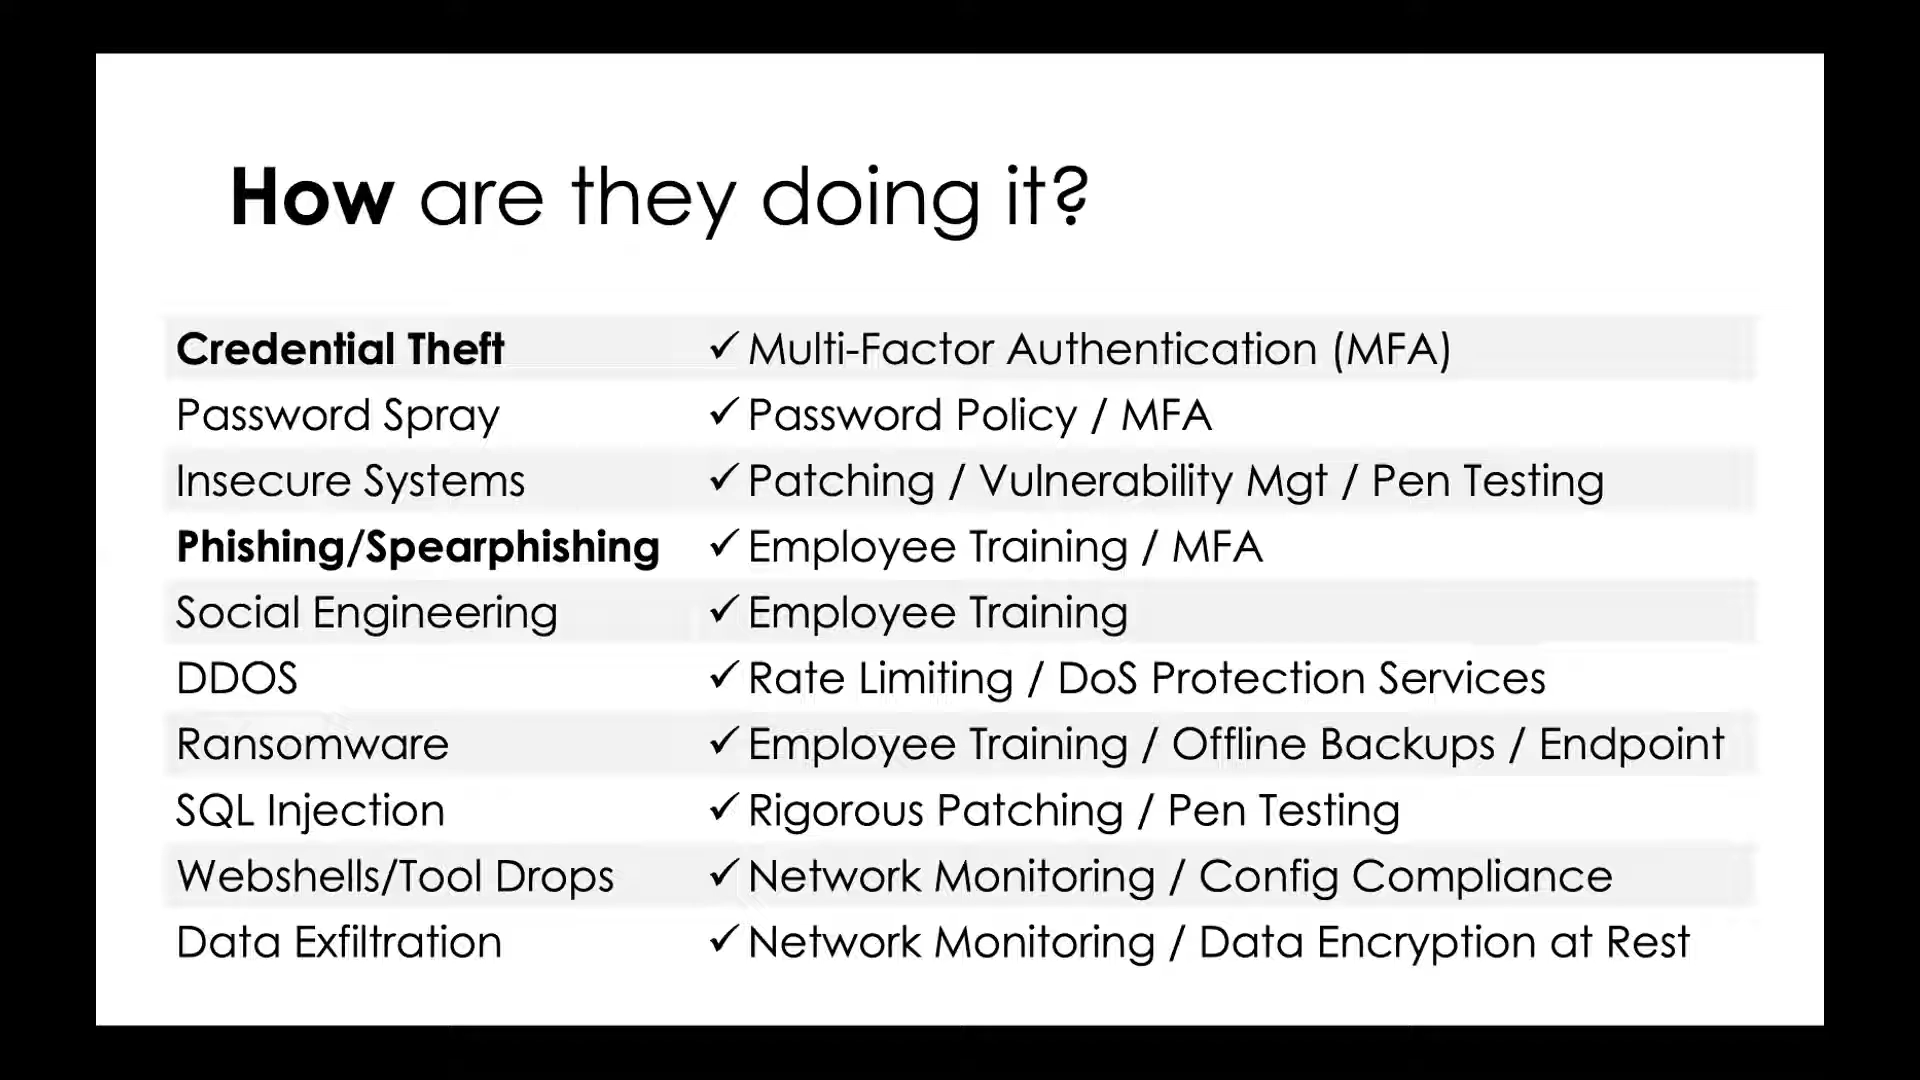 How are they doing it?
Credential Theft ✓ Multi-Factor Authentication (MFA)
Password Spray ✓ Password Policy / MFA
Insecure Systems ✓ Patching / Vulnerability Mgt / Pen Testing
Phishing/Spearphishing ✓ Employee Training / MFA
Social Engineering ✓ Employee Training
DDOS ✓ Rate Limiting / DoS Protection Services
Ransomware ✓ Employee Training / Offline Backups / Endpoint
SQL Injection ✓ Rigorous Patching / Pen Testing
Webshells/Tool Drops ✓ Network Monitoring / Config Compliance
Data Exfiltration ✓ Network Monitoring / Data Encryption at Rest